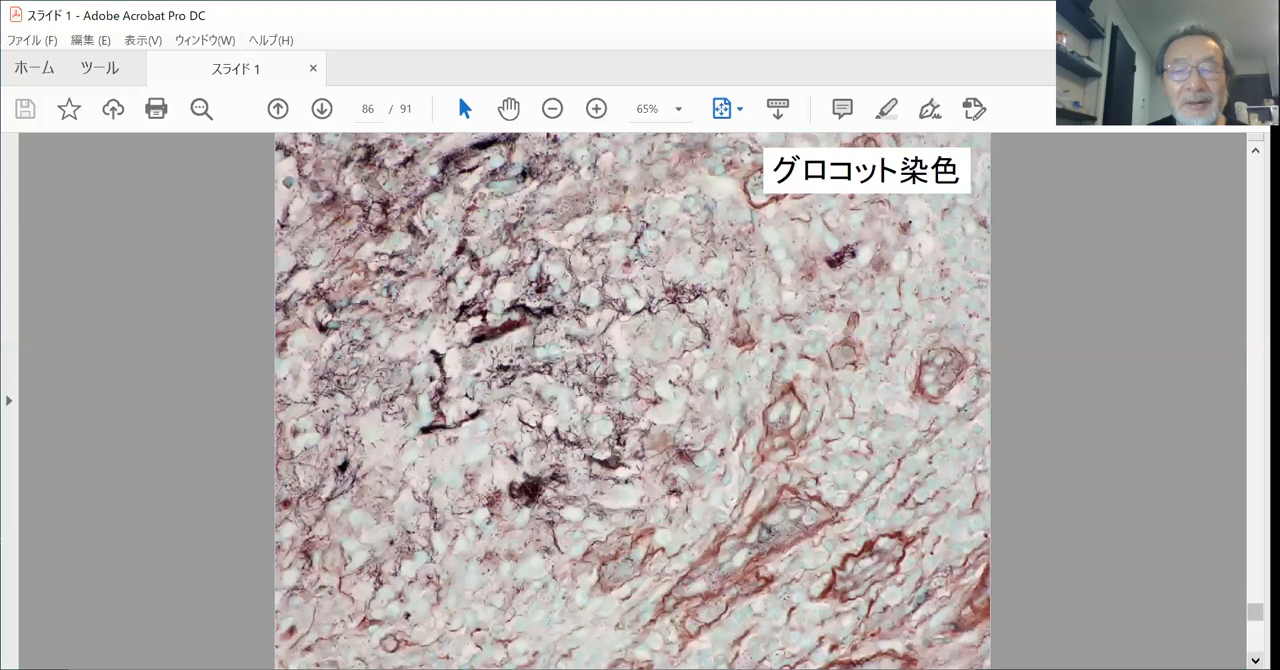 スライド 1 - Adobe Acrobat Pro DC
ファイル (F) 編集 (E) 表示(V) ウィンドウ(W) ヘルプ(H)
ホーム ツール スライド 1 ×
86 / 91 65%
グロコット染色